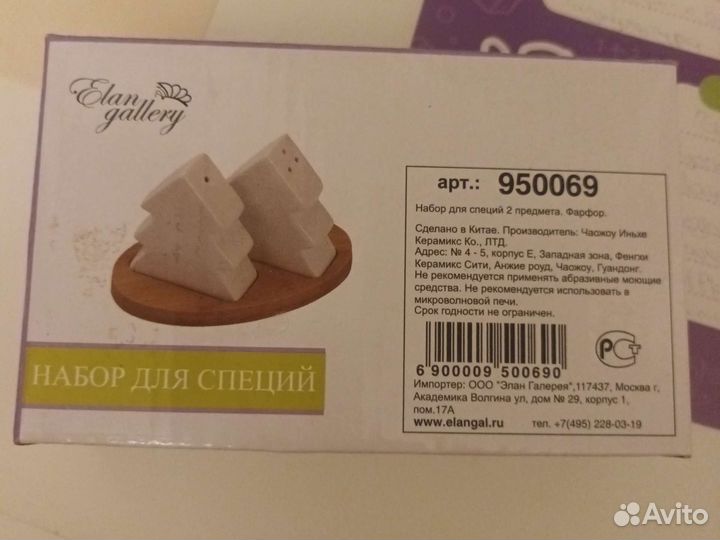 Elan
gallery
НАБОР ДЛЯ СПЕЦИЙ
арт.: 950069
Набор для специй 2 предмета. Фарфор.
Сделано в Китае. Производитель: Чаожоу Иньхе
Керамикс Ко., ЛТД.
Адрес: № 4 - 5, корпус Е, Западная зона, Фенгхи
Керамикс Сити, Анжие роуд, Чаожоу, Гуандонг.
Не рекомендуется применять абразивные моющие
средства. Не рекомендуется использовать в
микроволновой печи.
Срок годности не ограничен.
6 900009 500690
РСТ
Импортер: ООО "Элан Галерея",117437, Москва г,
Академика Волгина ул, дом № 29, корпус 1,
пом.17А
www.elangal.ru тел. +7(495) 228-03-19
Avito